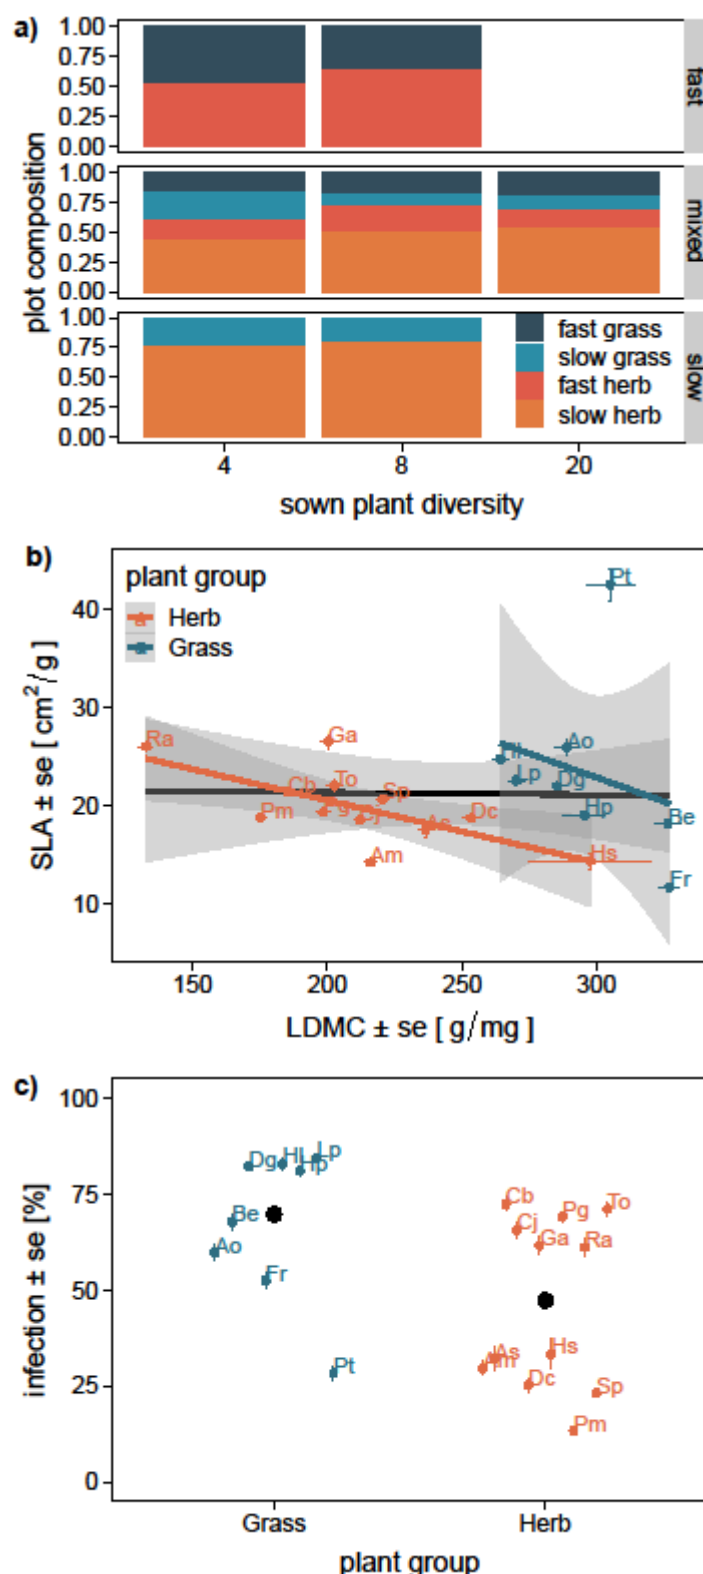 a)
1.00
0.75
0.50
0.25
0.00
fast
1.00
0.75
0.50
0.25
0.00
mixed
1.00
0.75
0.50
0.25
0.00
slow
plot composition
fast grass
slow grass
fast herb
slow herb
4 8 20
sown plant diversity
b)
plant group
Herb
Grass
40
30
20
10
SLA ± se [ cm²/g ]
Pt
Ra
Ga
Ao
Hl
Lp
Dg
Cb
To
Sp
Pm
Pg
Cj
As
Dc
Hp
Be
Am
Hs
Fr
150 200 250 300
LDMC ± se [ g/mg ]
c)
100
75
50
25
0
infection ± se [%]
Dg
Hl
Hp
Lp
Be
Ao
Fr
Pt
Cb
Cj
Ga
Pg
Ra
To
Am
As
Hs
Dc
Sp
Pm
Grass Herb
plant group